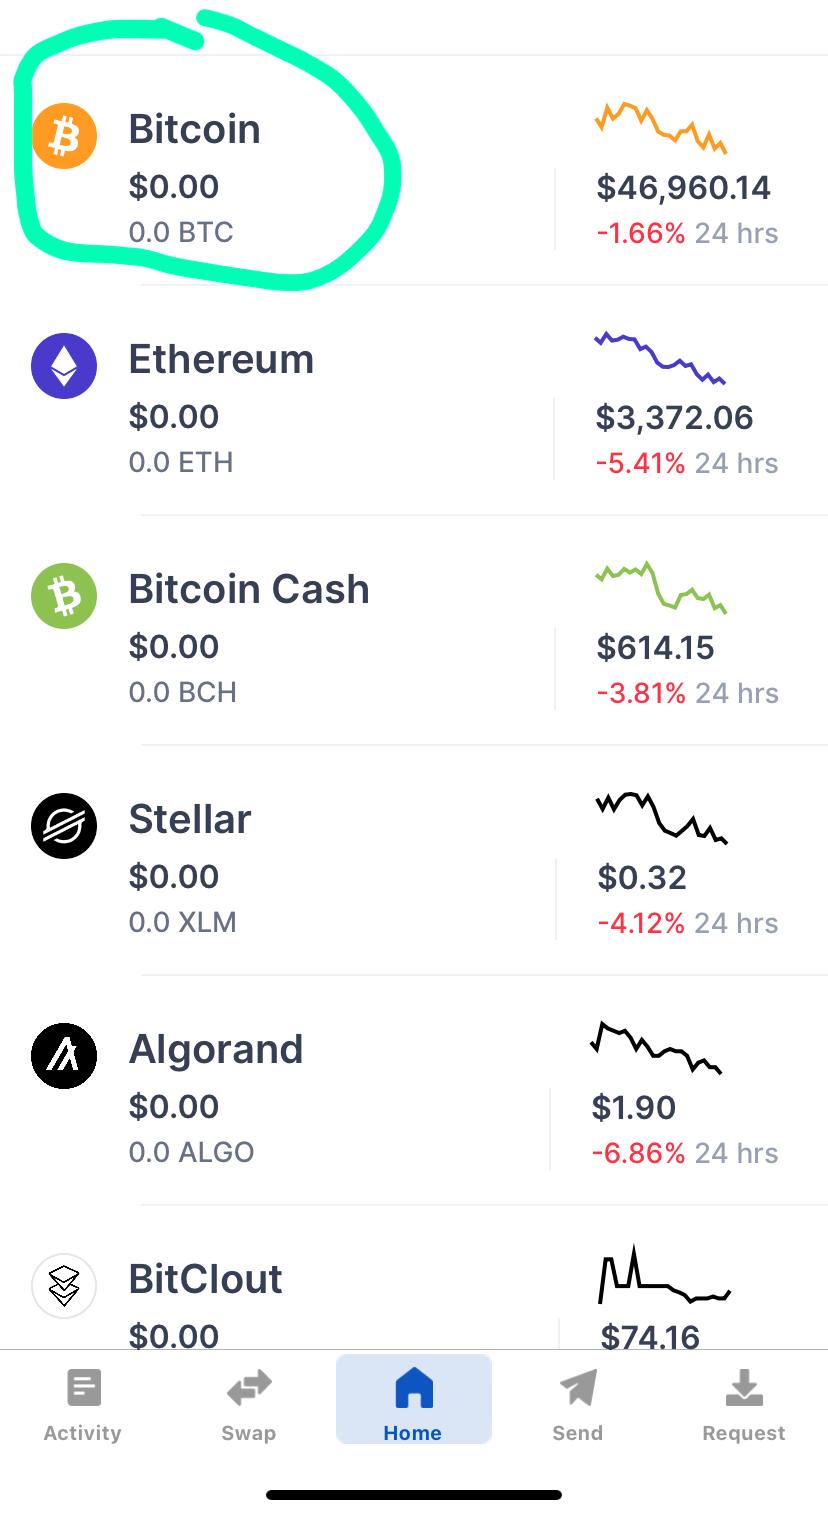 Bitcoin
$0.00
$46,960.14
0.0 BTC
-1.66% 24 hrs
Ethereum
$0.00
$3,372.06
0.0 ETH
-5.41% 24 hrs
Bitcoin Cash
$0.00
$614.15
0.0 BCH
-3.81% 24 hrs
Stellar
$0.00
$0.32
0.0 XLM
-4.12% 24 hrs
Algorand
$0.00
$1.90
0.0 ALGO
-6.86% 24 hrs
BitClout
$0.00
$74.16
Activity
Swap
Home
Send
Request